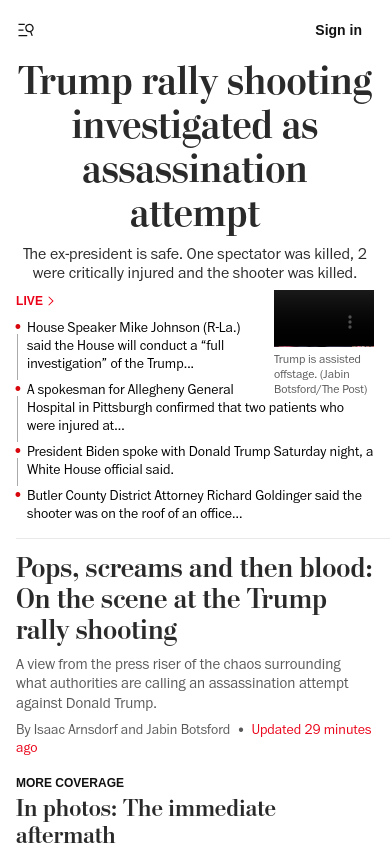 Sign in
Trump rally shooting
investigated as
assassination
attempt
The ex-president is safe. One spectator was killed, 2
were critically injured and the shooter was killed.
LIVE
House Speaker Mike Johnson (R-La.)
said the House will conduct a “full
investigation” of the Trump...
A spokesman for Allegheny General
Hospital in Pittsburgh confirmed that two patients who
were injured at...
President Biden spoke with Donald Trump Saturday night, a
White House official said.
Butler County District Attorney Richard Goldinger said the
shooter was on the roof of an office...
Trump is assisted
offstage. (Jabin
Botsford/The Post)
Pops, screams and then blood:
On the scene at the Trump
rally shooting
A view from the press riser of the chaos surrounding
what authorities are calling an assassination attempt
against Donald Trump.
By Isaac Arnsdorf and Jabin Botsford • Updated 29 minutes
ago
MORE COVERAGE
In photos: The immediate
aftermath